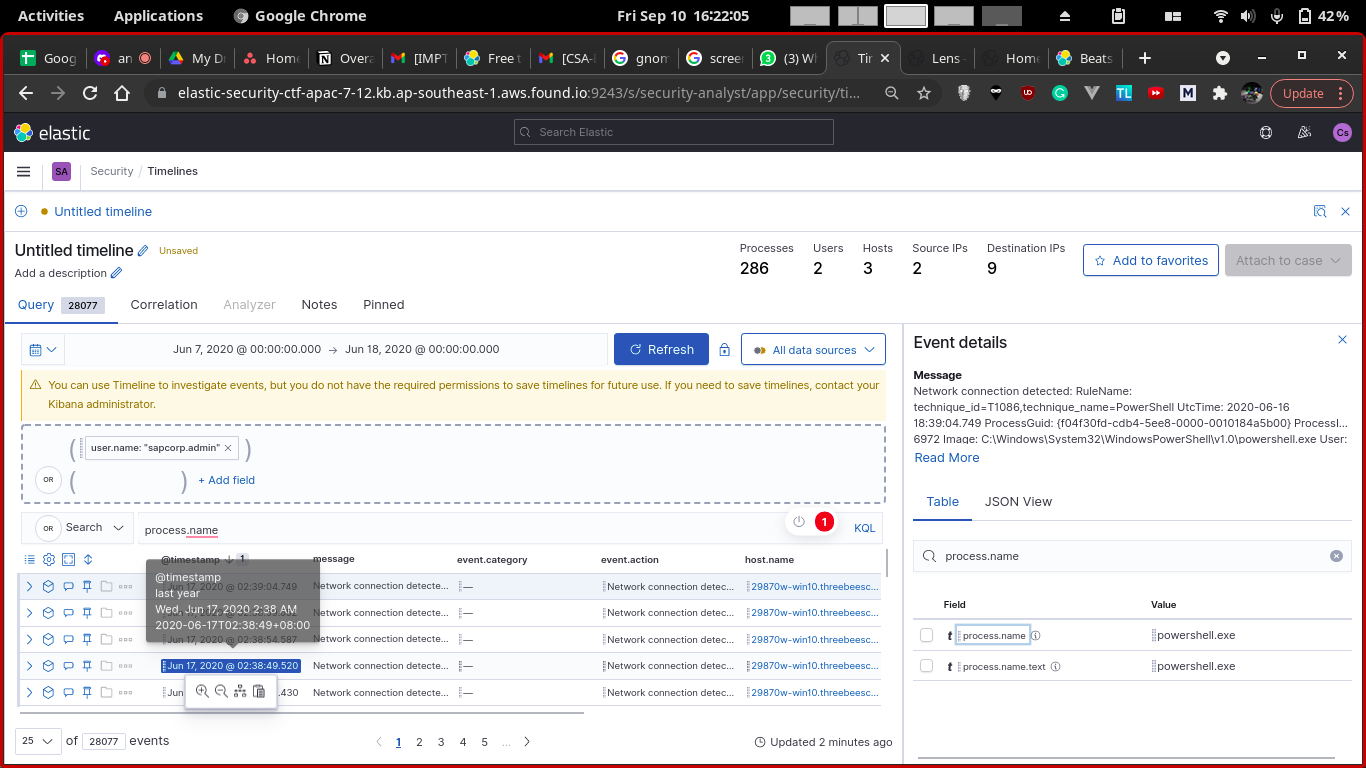 Activities Applications Google Chrome Fri Sep 10 16:22:05 42%
Goog an My Dr Home Overa [IMPT Free t [CSA-I gnom scree (3) W Tim Lens - Home Beats
elastic-security-ctf-apac-7-12.kb.ap-southeast-1.aws.found.io:9243/s/security-analyst/app/security/ti... UD TL M Update
elastic Search Elastic Cs
SA Security / Timelines
Untitled timeline
Untitled timeline Unsaved
Add a description
Processes Users Hosts Source IPs Destination IPs
286 2 3 2 9
Add to favorites Attach to case
Query 28077 Correlation Analyzer Notes Pinned
Jun 7, 2020 @ 00:00:00.000 → Jun 18, 2020 @ 00:00:00.000 Refresh All data sources
You can use Timeline to investigate events, but you do not have the required permissions to save timelines for future use. If you need to save timelines, contact your
Kibana administrator.
( user.name: "sapcorp.admin" × )
OR ( ) + Add field
OR Search process.name 1 KQL
@timestamp 1 message event.category event.action host.name
Jun 17, 2020 @ 02:39:04.749 Network connection detecte... — Network connection detec... 29870w-win10.threebeesc...
Network connection detecte... — Network connection detec... 29870w-win10.threebeesc...
Jun 17, 2020 @ 02:38:54.587 Network connection detecte... — Network connection detec... 29870w-win10.threebeesc...
Jun 17, 2020 @ 02:38:49.520 Network connection detecte... — Network connection detec... 29870w-win10.threebeesc...
Jun .430 Network connection detecte... — Network connection detec... 29870w-win10.threebeesc...
@timestamp
last year
Wed, Jun 17, 2020 2:38 AM
2020-06-17T02:38:49+08:00
25 of 28077 events 1 2 3 4 5 ... Updated 2 minutes ago
Event details
Message
Network connection detected: RuleName:
technique_id=T1086,technique_name=PowerShell UtcTime: 2020-06-16
18:39:04.749 ProcessGuid: {f04f30fd-cdb4-5ee8-0000-0010184a5b00} ProcessI...
6972 Image: C:\Windows\System32\WindowsPowerShell\v1.0\powershell.exe User:
Read More
Table JSON View
process.name
Field Value
t process.name powershell.exe
t process.name.text powershell.exe